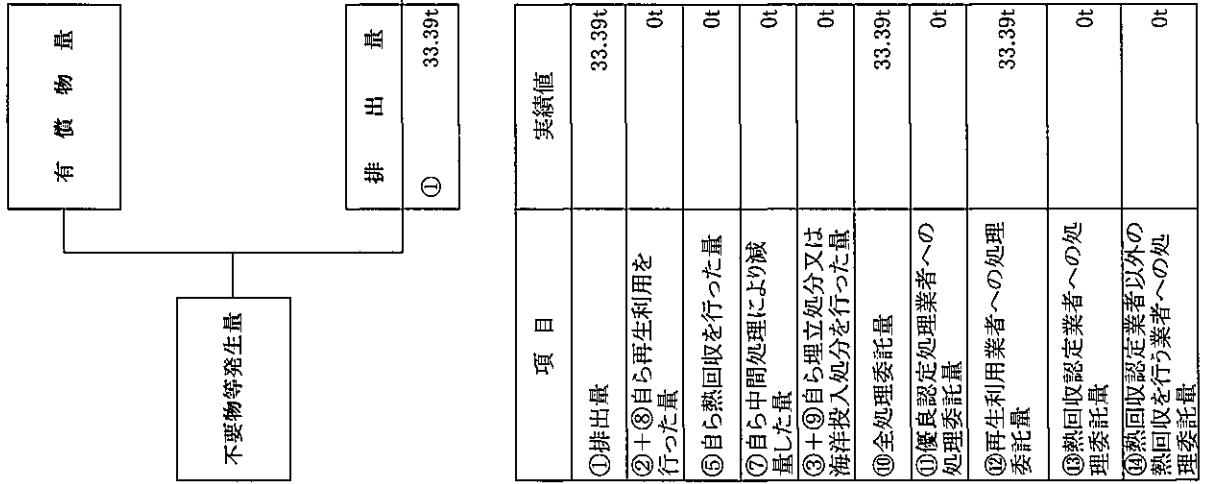 不要物等発生量
有償物量
排出量
① 33.39t
項目 実績値
①排出量 33.39t
②+⑧自ら再生利用を
行った量 0t
⑤自ら熱回収を行った量 0t
⑦自ら中間処理により減
量した量 0t
③+⑨自ら埋立処分又は
海洋投入処分を行った量 0t
⑩全処理委託量 33.39t
⑪優良認定処理業者への
処理委託量 0t
⑫再生利用業者への処理
委託量 33.39t
⑬熱回収認定業者への処
理委託量 0t
⑭熱回収認定業者以外の
熱回収を行う業者への処
理委託量 0t